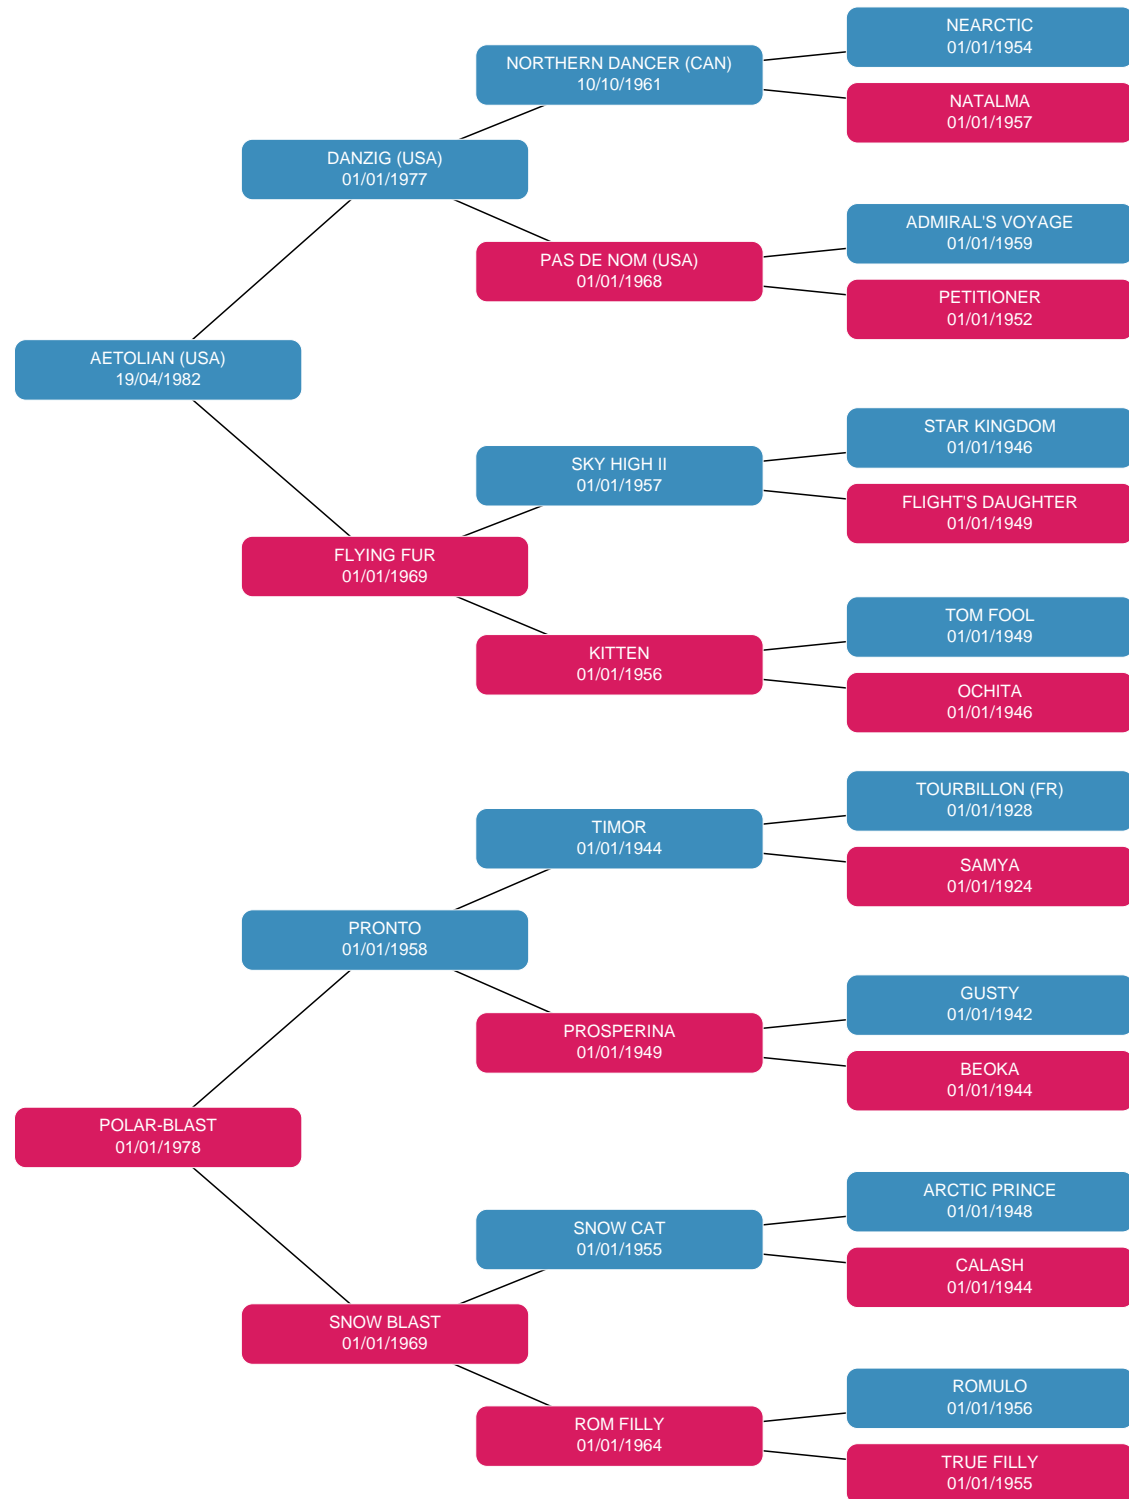 NEARCTIC
01/01/1954
NORTHERN DANCER (CAN)
10/10/1961
NATALMA
01/01/1957
DANZIG (USA)
01/01/1977
ADMIRAL'S VOYAGE
01/01/1959
PAS DE NOM (USA)
01/01/1968
PETITIONER
01/01/1952
AETOLIAN (USA)
19/04/1982
STAR KINGDOM
01/01/1946
SKY HIGH II
01/01/1957
FLIGHT'S DAUGHTER
01/01/1949
FLYING FUR
01/01/1969
TOM FOOL
01/01/1949
KITTEN
01/01/1956
OCHITA
01/01/1946
TOURBILLON (FR)
01/01/1928
TIMOR
01/01/1944
SAMYA
01/01/1924
PRONTO
01/01/1958
GUSTY
01/01/1942
PROSPERINA
01/01/1949
BEOKA
01/01/1944
POLAR-BLAST
01/01/1978
ARCTIC PRINCE
01/01/1948
SNOW CAT
01/01/1955
CALASH
01/01/1944
SNOW BLAST
01/01/1969
ROMULO
01/01/1956
ROM FILLY
01/01/1964
TRUE FILLY
01/01/1955